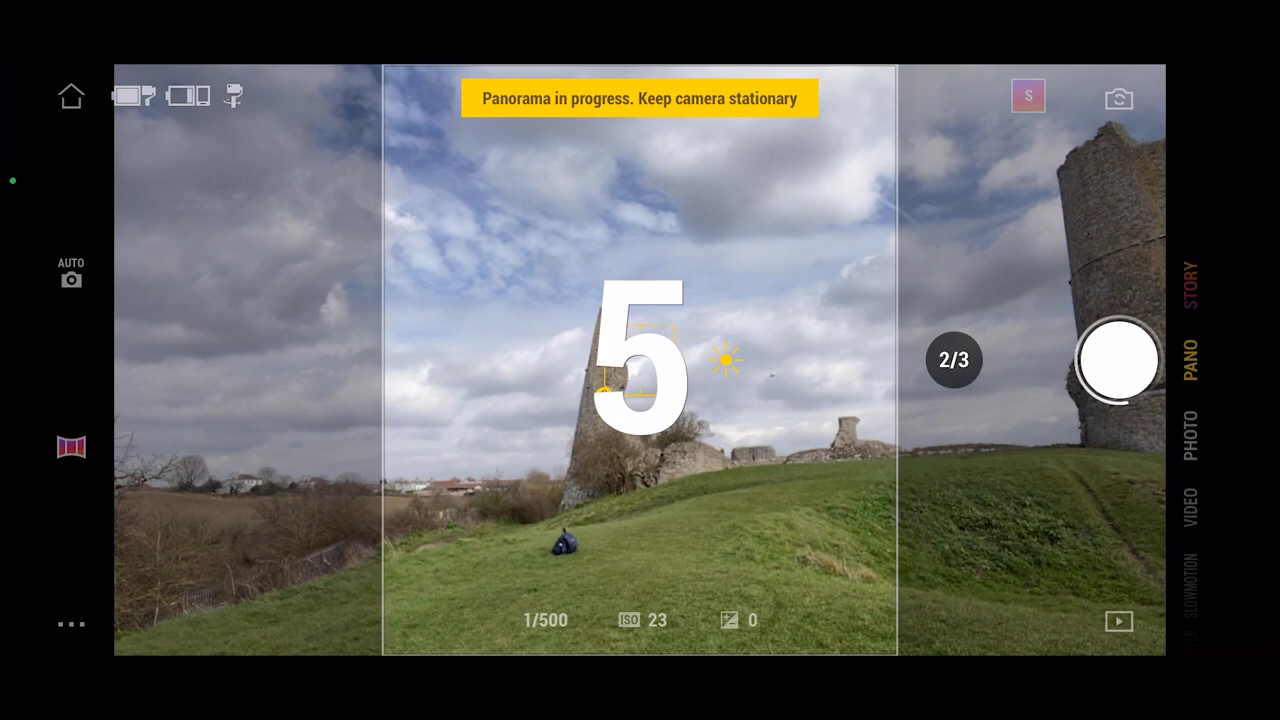 Panorama in progress. Keep camera stationary
S
AUTO
5
2/3
STORY
PANO
PHOTO
VIDEO
SLOWMOTION
1/500
ISO 23
0